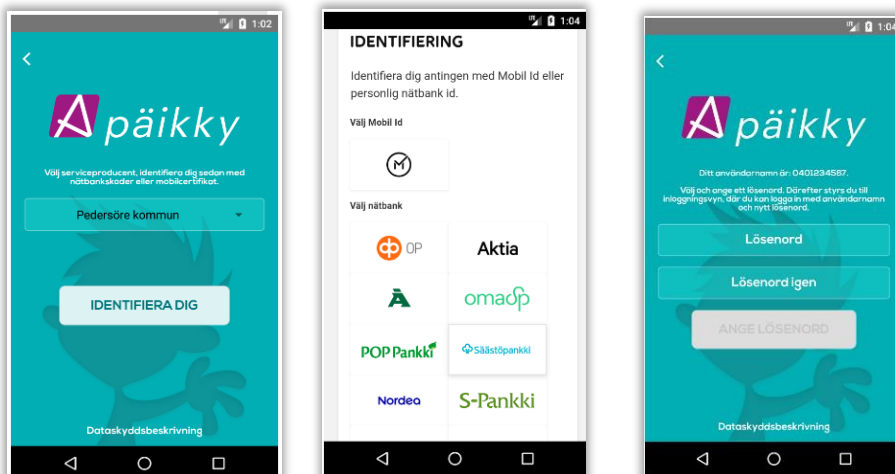 1:02
päikky
Välj serviceproducent, identifiera dig sedan med
nätbankskoder eller mobilcertifikat.
Pedersöre kommun
IDENTIFIERA DIG
Dataskyddsbeskrivning
1:04
IDENTIFIERING
Identifiera dig antingen med Mobil Id eller
personlig nätbank id.
Välj Mobil Id
Välj nätbank
OP
Aktia
omasp
POP Pankki
Säästöpankki
Nordea
S-Pankki
1:04
päikky
Ditt användarnamn är: 0401234567.
Välj och ange ett lösenord. Därefter styrs du till
inloggningsvyn, där du kan logga in med användarnamn
och nytt lösenord.
Lösenord
Lösenord igen
ANGE LÖSENORD
Dataskyddsbeskrivning